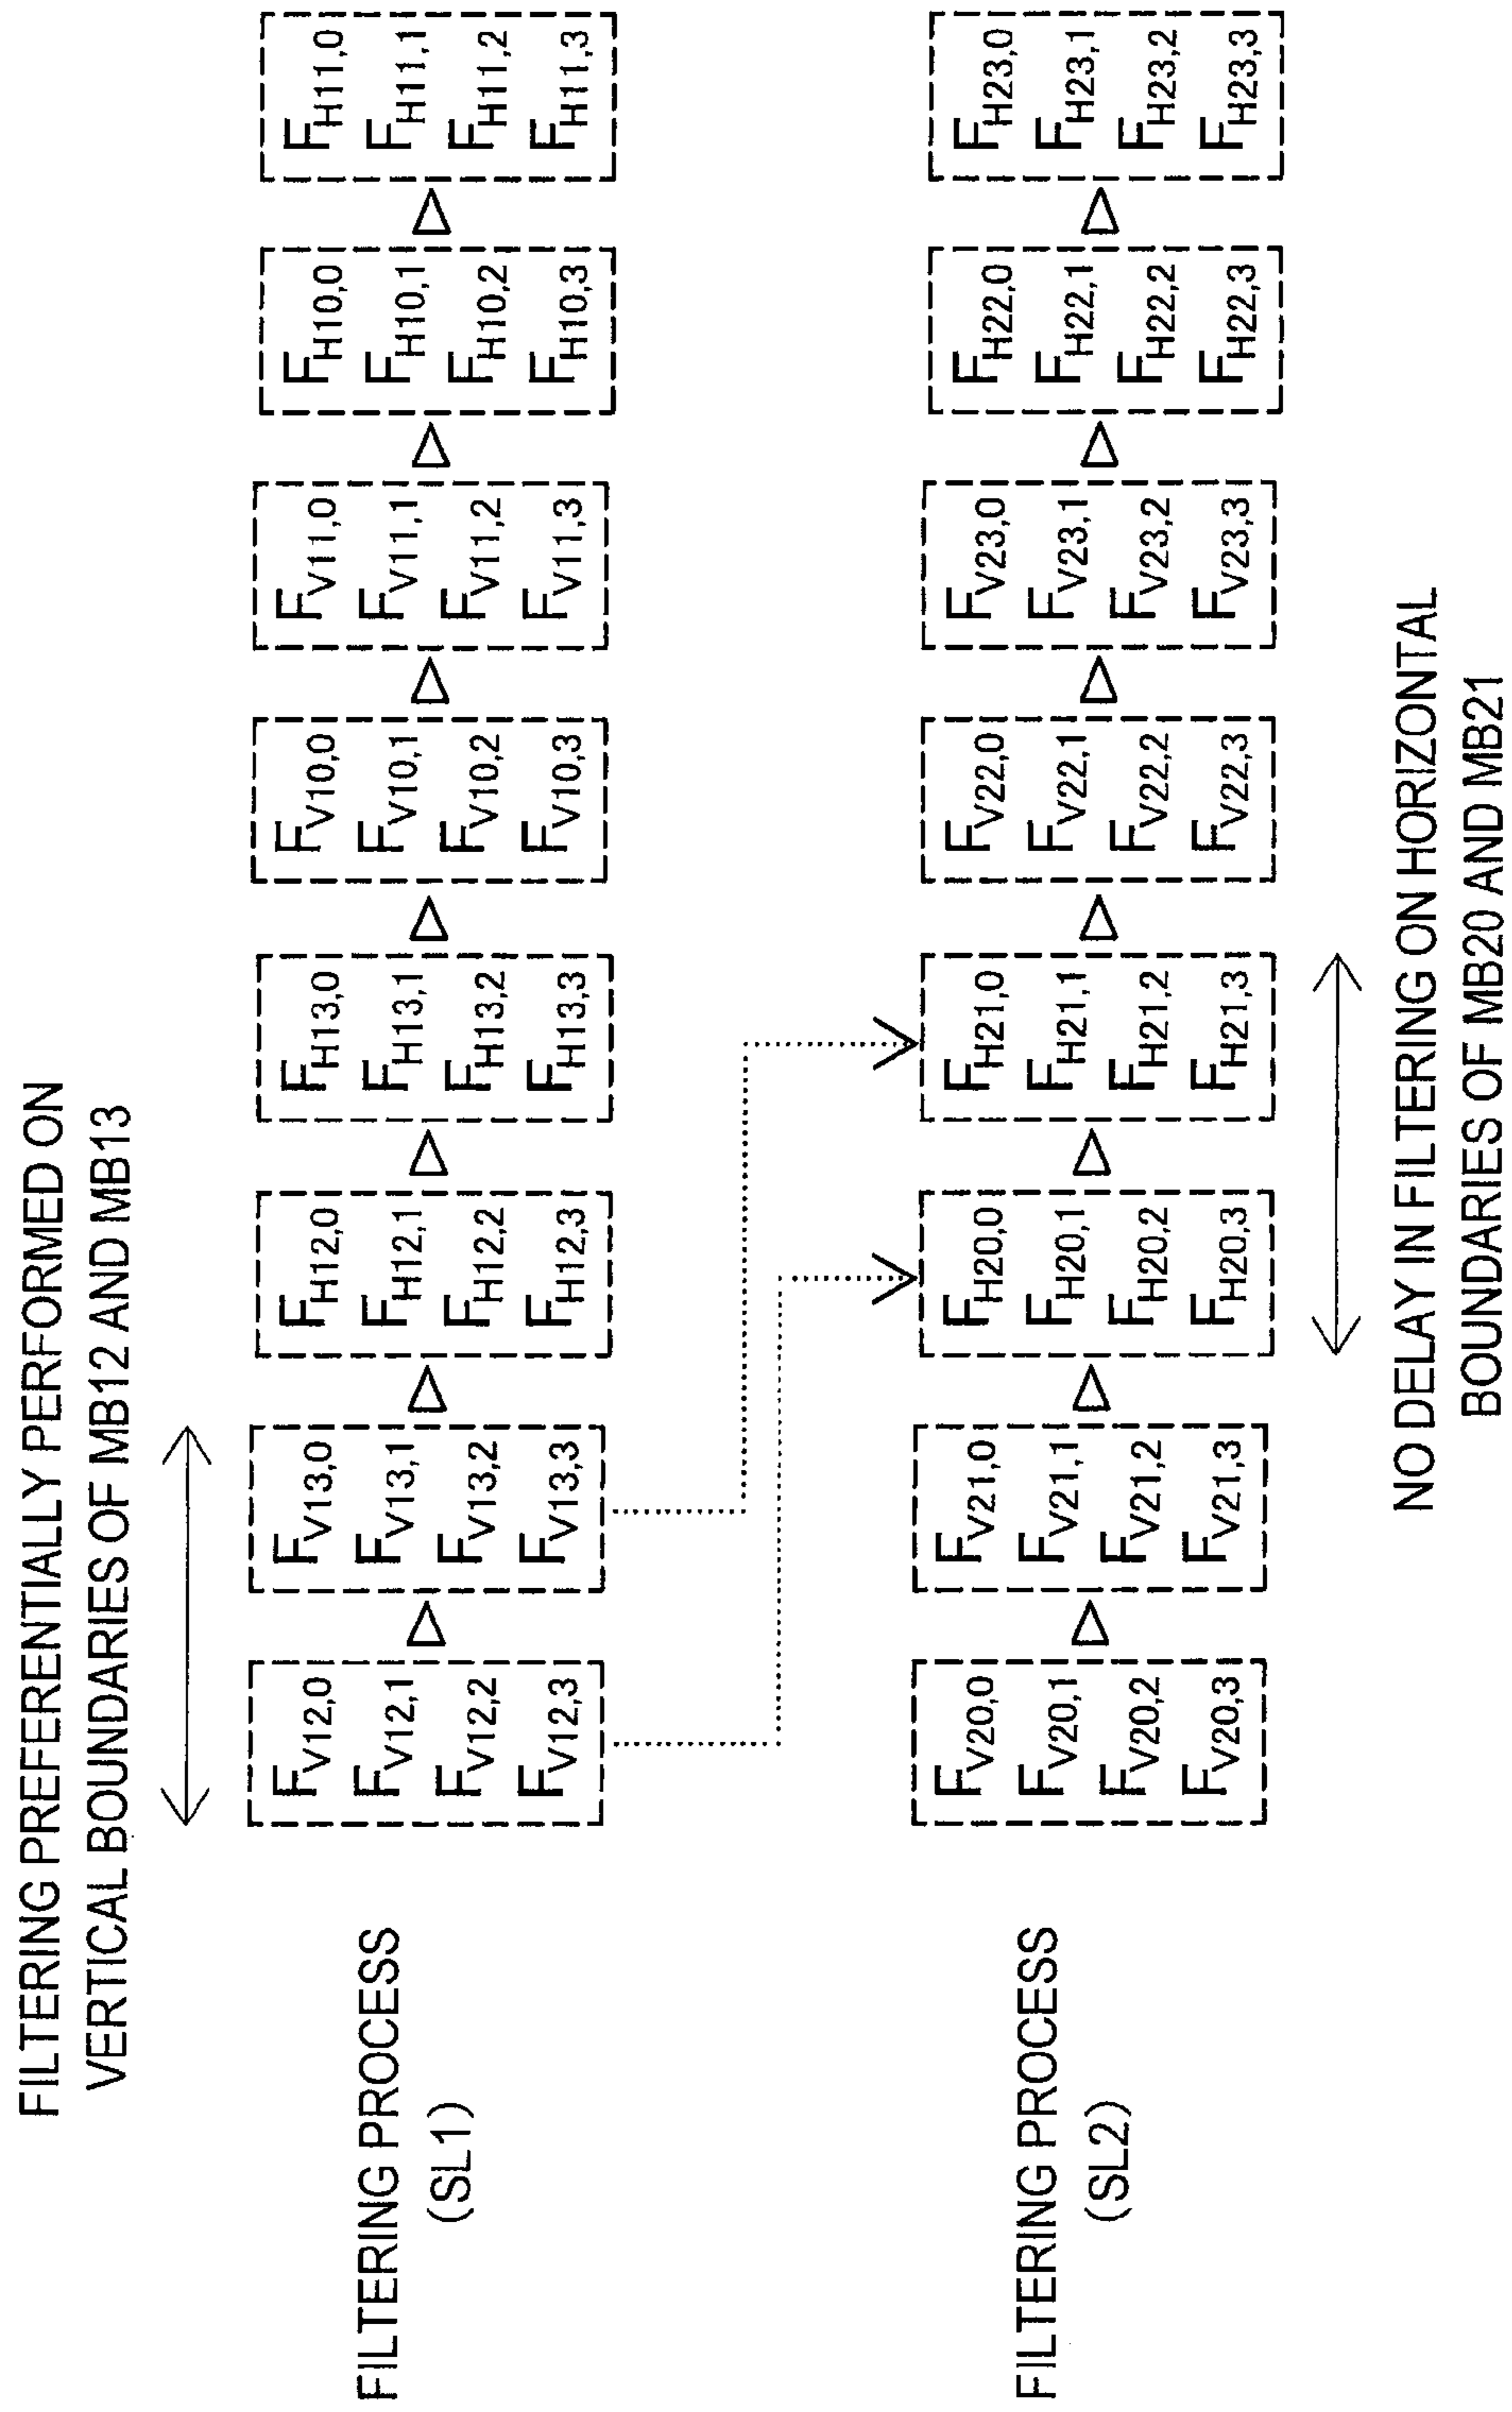 FILTERING PREFERENTIALLY PERFORMED ON
VERTICAL BOUNDARIES OF MB12 AND MB13
FILTERING PROCESS
(SL1)
FV12,0 FV13,0 FH12,0 FH13,0 FV10,0 FV11,0 FH10,0 FH11,0
FV12,1 FV13,1 FH12,1 FH13,1 FV10,1 FV11,1 FH10,1 FH11,1
FV12,2 FV13,2 FH12,2 FH13,2 FV10,2 FV11,2 FH10,2 FH11,2
FV12,3 FV13,3 FH12,3 FH13,3 FV10,3 FV11,3 FH10,3 FH11,3
FILTERING PROCESS
(SL2)
FV20,0 FV21,0 FH20,0 FH21,0 FV22,0 FV23,0 FH22,0 FH23,0
FV20,1 FV21,1 FH20,1 FH21,1 FV22,1 FV23,1 FH22,1 FH23,1
FV20,2 FV21,2 FH20,2 FH21,2 FV22,2 FV23,2 FH22,2 FH23,2
FV20,3 FV21,3 FH20,3 FH21,3 FV22,3 FV23,3 FH22,3 FH23,3
NO DELAY IN FILTERING ON HORIZONTAL
BOUNDARIES OF MB20 AND MB21